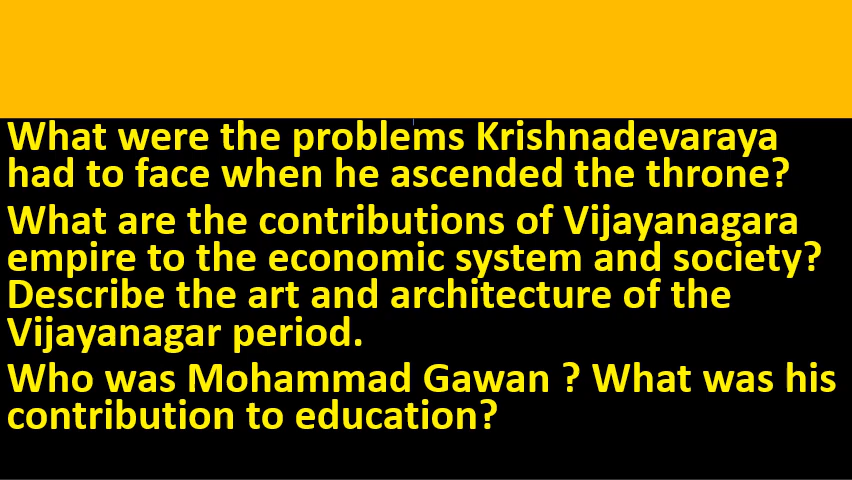 What were the problems Krishnadevaraya
had to face when he ascended the throne?
What are the contributions of Vijayanagara
empire to the economic system and society?
Describe the art and architecture of the
Vijayanagar period.
Who was Mohammad Gawan ? What was his
contribution to education?